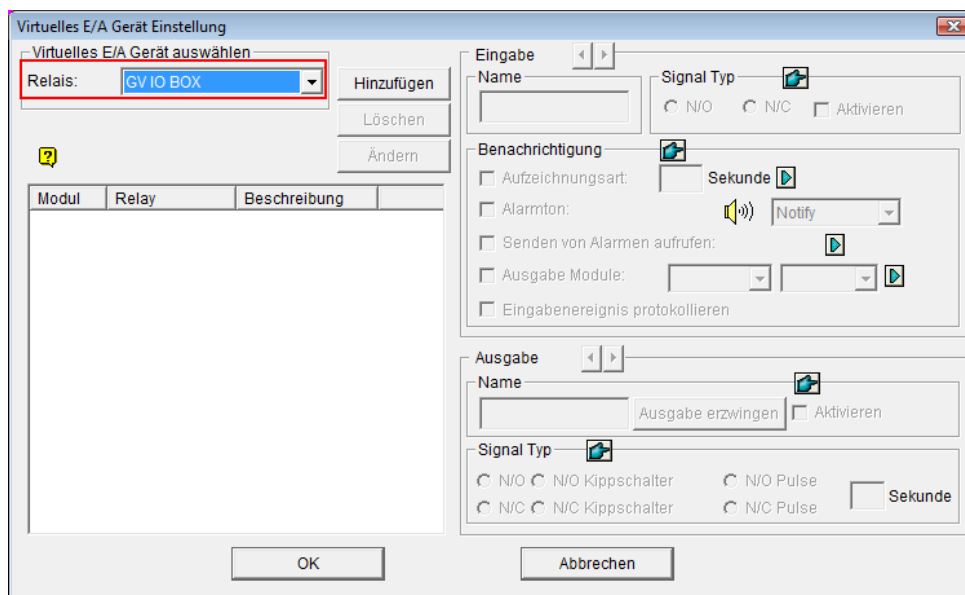 Virtuelles E/A Gerät Einstellung
Virtuelles E/A Gerät auswählen
Relais: GV IO BOX
Hinzufügen
Löschen
Ändern
Modul Relay Beschreibung
Eingabe
Name
Signal Typ
N/O N/C Aktivieren
Benachrichtigung
Aufzeichnungsart: Sekunde
Alarmton: Notify
Senden von Alarmen aufrufen:
Ausgabe Module:
Eingabenereignis protokollieren
Ausgabe
Name
Ausgabe erzwingen Aktivieren
Signal Typ
N/O N/O Kippschalter N/O Pulse
N/C N/C Kippschalter N/C Pulse
Sekunde
OK Abbrechen